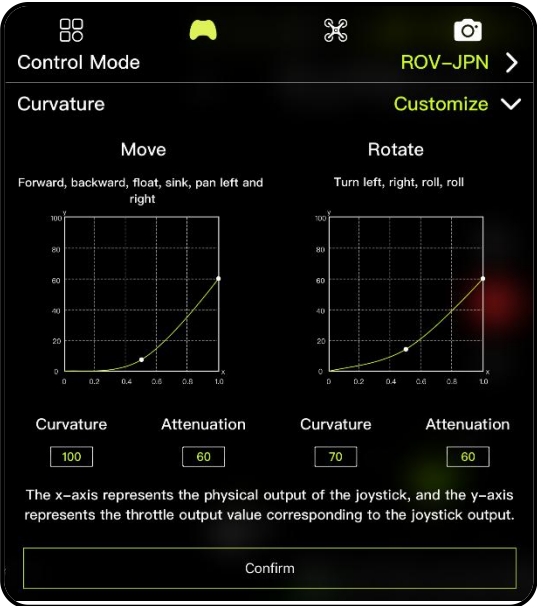 Control Mode
ROV-JPN
Curvature
Customize
Move
Forward, backward, float, sink, pan left and
right
y
100
80
60
40
20
0
0 0.2 0.4 0.6 0.8 1.0
x
Rotate
Turn left, right, roll, roll
y
100
80
60
40
20
0
0 0.2 0.4 0.6 0.8 1.0
x
Curvature Attenuation
100 60
Curvature Attenuation
70 60
The x-axis represents the physical output of the joystick, and the y-axis
represents the throttle output value corresponding to the joystick output.
Confirm